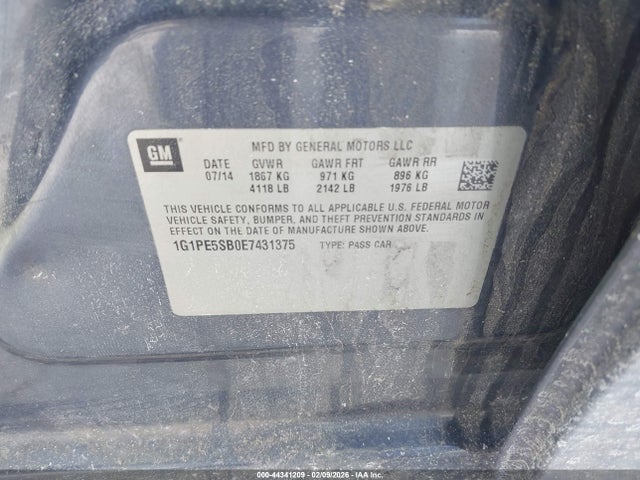 GM
MFD BY GENERAL MOTORS LLC
DATE GVWR GAWR FRT GAWR RR
07/14 1867 KG 971 KG 896 KG
4118 LB 2142 LB 1976 LB
THIS VEHICLE CONFORMS TO ALL APPLICABLE U.S. FEDERAL MOTOR
VEHICLE SAFETY, BUMPER, AND THEFT PREVENTION STANDARDS IN
EFFECT ON THE DATE OF MANUFACTURE SHOWN ABOVE.
1G1PE5SB0E7431375 TYPE: PASS CAR
000-44341209 - 02/09/2026 - IAAI.COM